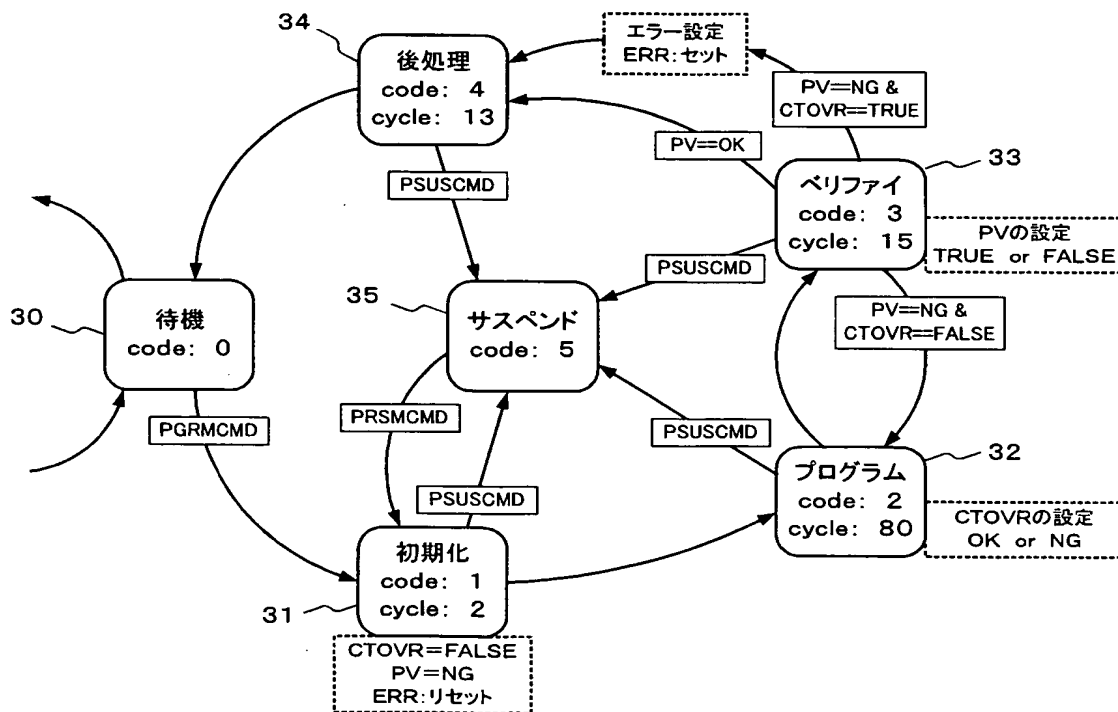 34
後処理
code: 4
cycle: 13
エラー設定
ERR:セット
PV==NG &
CTOVR==TRUE
PV==OK
33
ベリファイ
code: 3
cycle: 15
PVの設定
TRUE or FALSE
PSUSCMD
PSUSCMD
PV==NG &
CTOVR==FALSE
30
待機
code: 0
35
サスペンド
code: 5
PGRMCMD
PRSMCMD
PSUSCMD
PSUSCMD
32
プログラム
code: 2
cycle: 80
CTOVRの設定
OK or NG
31
初期化
code: 1
cycle: 2
CTOVR=FALSE
PV=NG
ERR:リセット